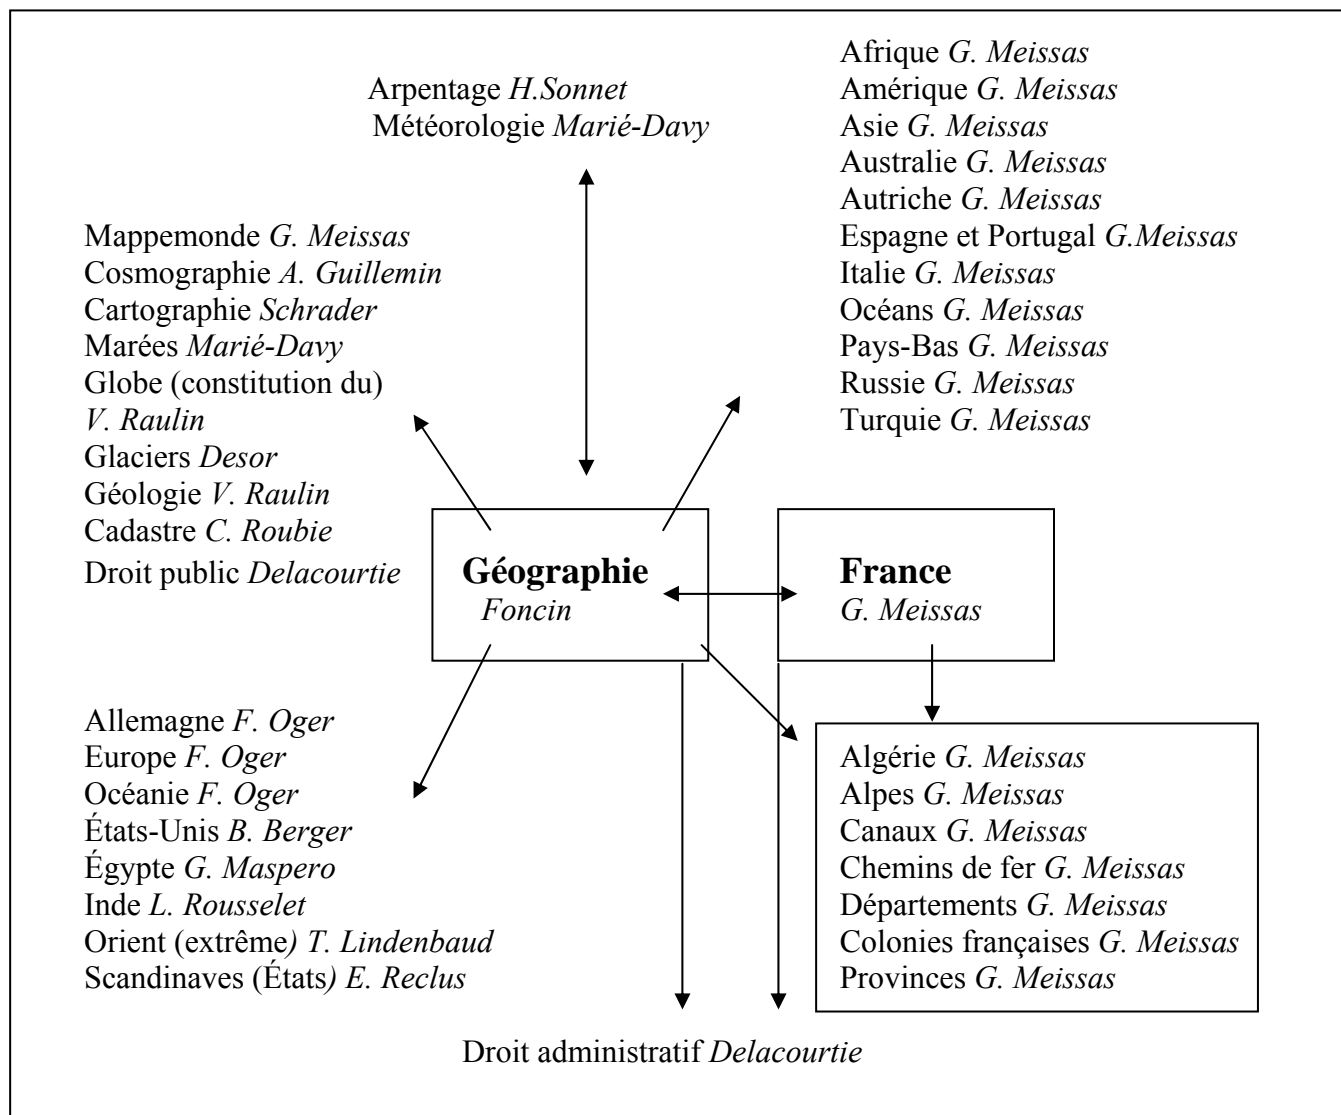 Arpentage H.Sonnet
Météorologie Marié-Davy
Afrique G. Meissas
Amérique G. Meissas
Asie G. Meissas
Australie G. Meissas
Autriche G. Meissas
Espagne et Portugal G.Meissas
Italie G. Meissas
Océans G. Meissas
Pays-Bas G. Meissas
Russie G. Meissas
Turquie G. Meissas
Mappemonde G. Meissas
Cosmographie A. Guillemin
Cartographie Schrader
Marées Marié-Davy
Globe (constitution du)
V. Raulin
Glaciers Desor
Géologie V. Raulin
Cadastre C. Roubie
Droit public Delacourtie
Géographie
Foncin
France
G. Meissas
Allemagne F. Oger
Europe F. Oger
Océanie F. Oger
États-Unis B. Berger
Égypte G. Maspero
Inde L. Rousselet
Orient (extrême) T. Lindenbaud
Scandinaves (États) E. Reclus
Algérie G. Meissas
Alpes G. Meissas
Canaux G. Meissas
Chemins de fer G. Meissas
Départements G. Meissas
Colonies françaises G. Meissas
Provinces G. Meissas
Droit administratif Delacourtie